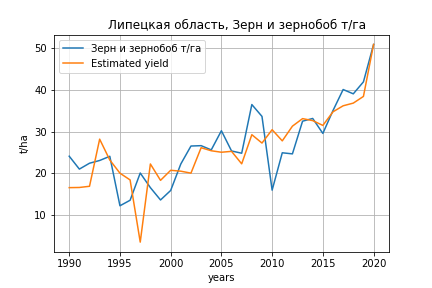 Липецкая область, Зерн и зернобоб т/га
Зерн и зернобоб т/га
Estimated yield
t/ha
50
40
30
20
10
1990 1995 2000 2005 2010 2015 2020
years